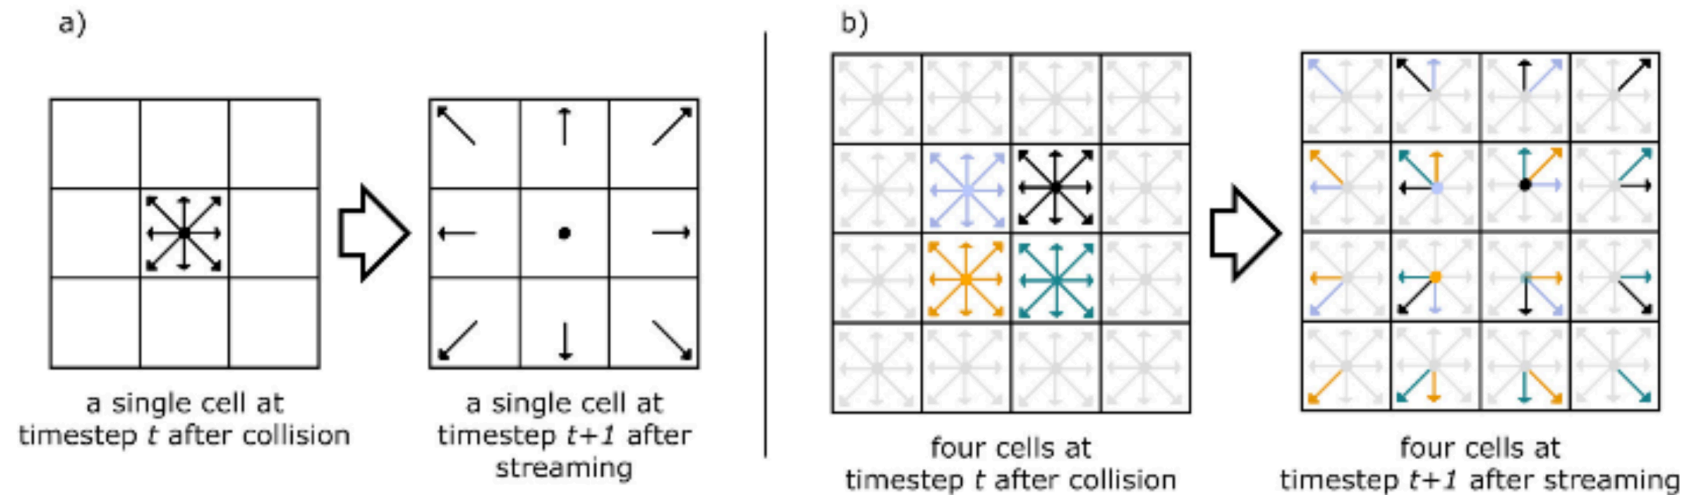 a)
a single cell at
timestep t after collision
a single cell at
timestep t+1 after
streaming
b)
four cells at
timestep t after collision
four cells at
timestep t+1 after streaming